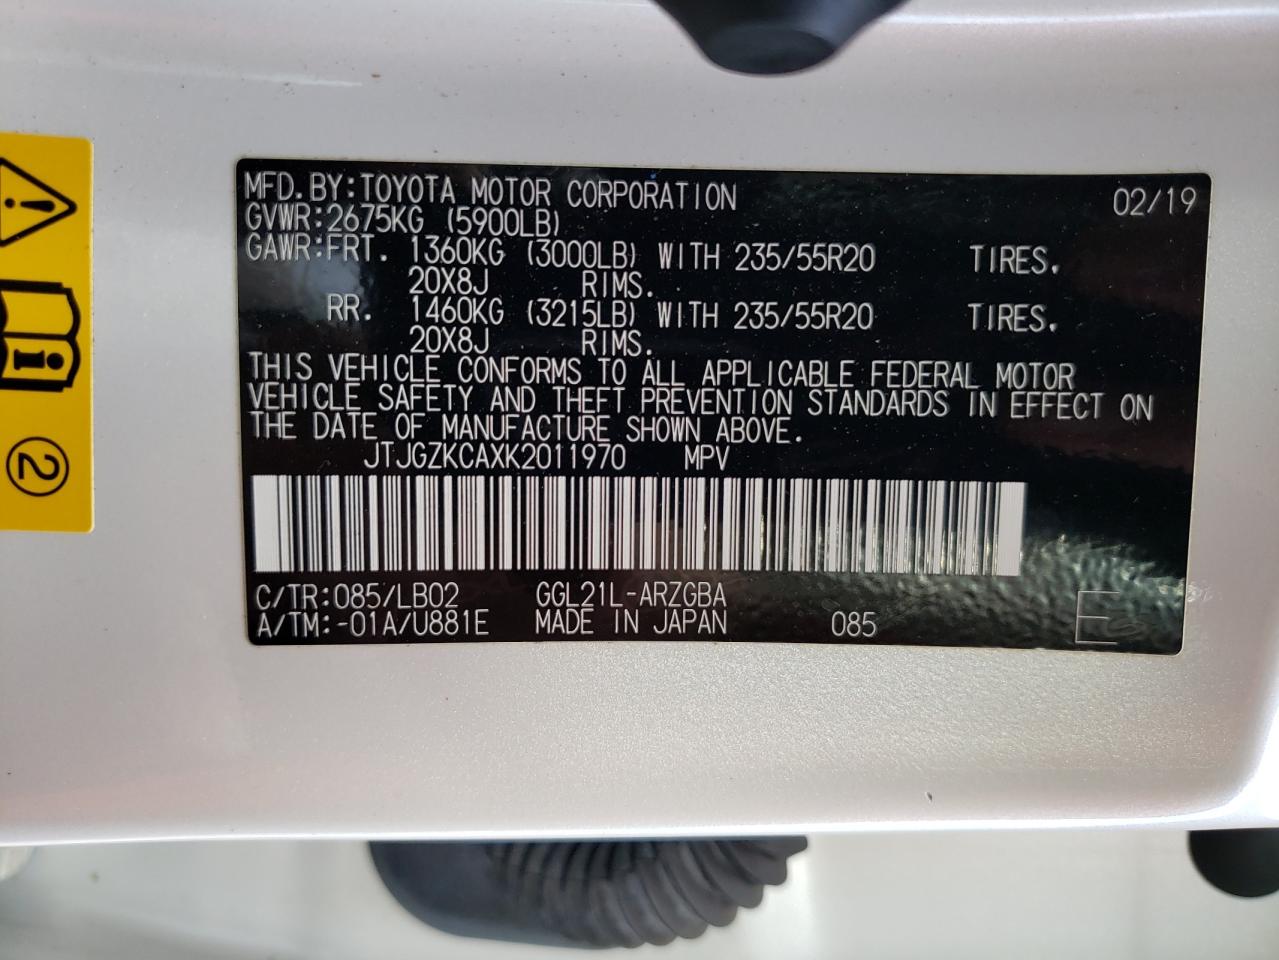 MFD.BY:TOYOTA MOTOR CORPORATION 02/19
GVWR:2675KG (5900LB)
GAWR:FRT. 1360KG (3000LB) WITH 235/55R20 TIRES.
20X8J RIMS.
RR. 1460KG (3215LB) WITH 235/55R20 TIRES.
20X8J RIMS.
THIS VEHICLE CONFORMS TO ALL APPLICABLE FEDERAL MOTOR
VEHICLE SAFETY AND THEFT PREVENTION STANDARDS IN EFFECT ON
THE DATE OF MANUFACTURE SHOWN ABOVE.
JTJGZKCAXK2011970 MPV
C/TR:085/LB02 GGL21L-ARZGBA
A/TM:-01A/U881E MADE IN JAPAN 085 E
2